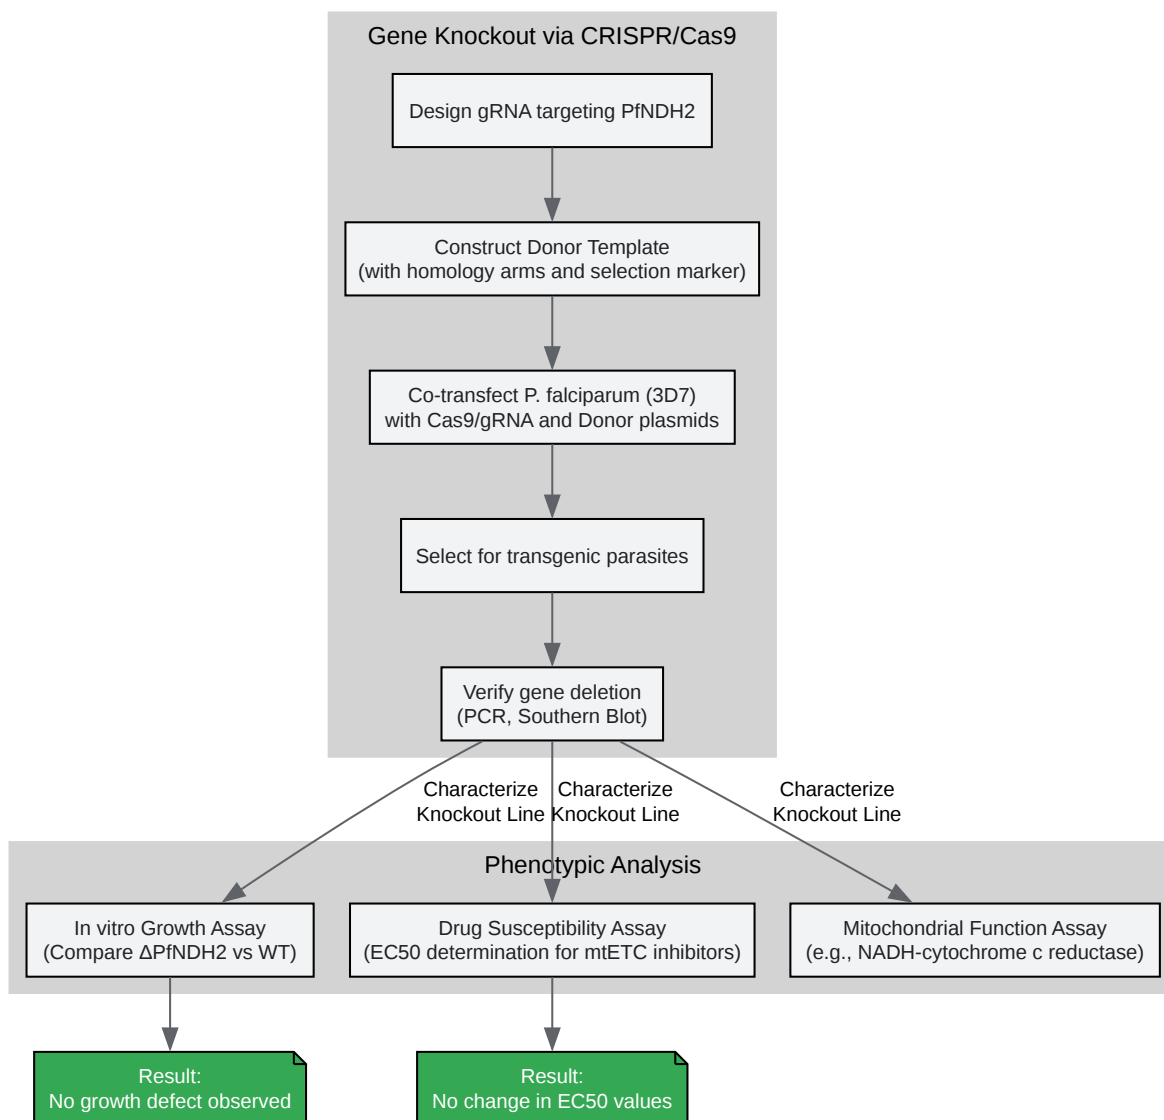 Gene Knockout via CRISPR/Cas9
Design gRNA targeting PfNDH2
Construct Donor Template
(with homology arms and selection marker)
Co-transfect P. falciparum (3D7)
with Cas9/gRNA and Donor plasmids
Select for transgenic parasites
Verify gene deletion
(PCR, Southern Blot)
Characterize
Knockout Line
Characterize
Knockout Line
Characterize
Knockout Line
Phenotypic Analysis
In vitro Growth Assay
(Compare ΔPfNDH2 vs WT)
Drug Susceptibility Assay
(EC50 determination for mtETC inhibitors)
Mitochondrial Function Assay
(e.g., NADH-cytochrome c reductase)
Result:
No growth defect observed
Result:
No change in EC50 values